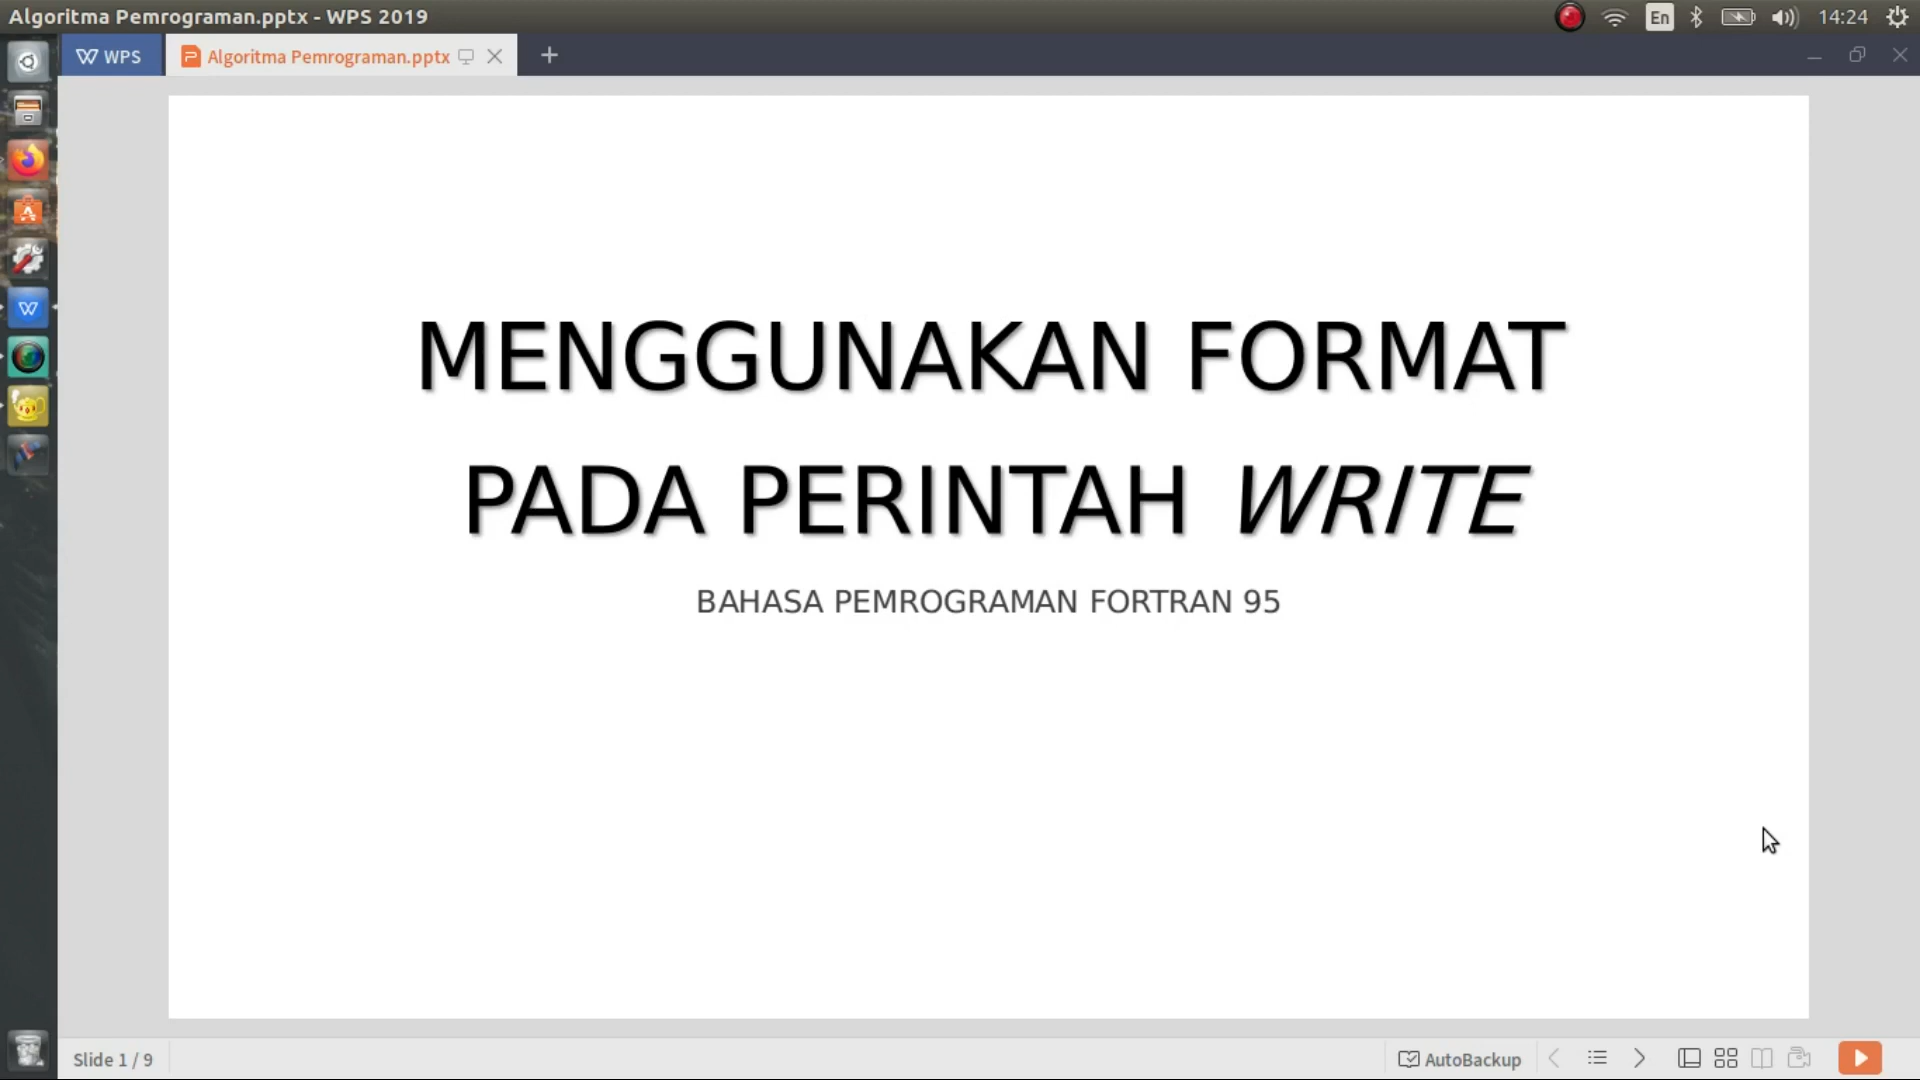 Algoritma Pemrograman.pptx - WPS 2019
En
14:24
WPS
Algoritma Pemrograman.pptx
MENGGUNAKAN FORMAT
PADA PERINTAH WRITE
BAHASA PEMROGRAMAN FORTRAN 95
Slide 1 / 9
AutoBackup